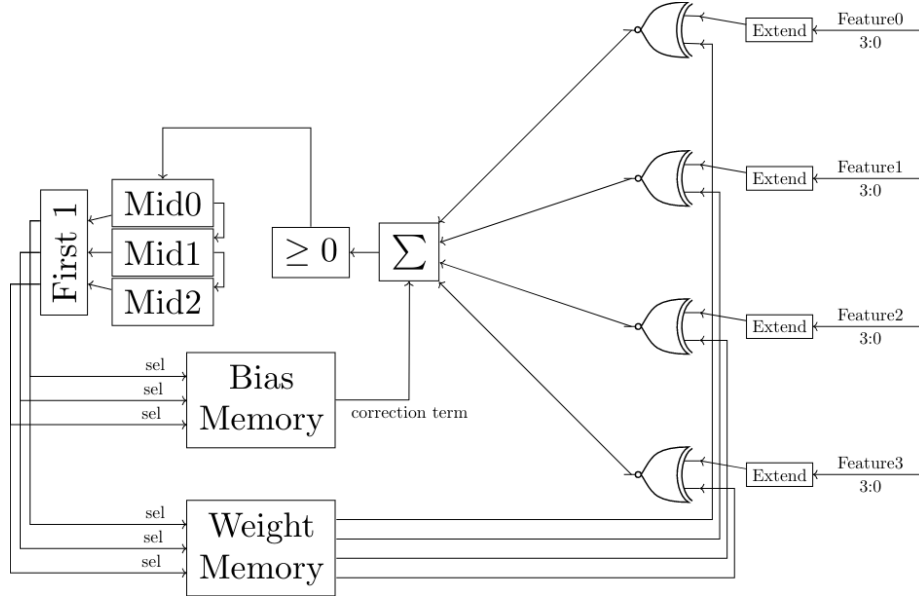 Feature0
Extend
3:0
Feature1
Extend
3:0
Mid0
First 1
Mid1
≥ 0
∑
Mid2
Feature2
Extend
3:0
sel
Bias
sel
Memory
sel
correction term
Feature3
Extend
3:0
sel
Weight
sel
Memory
sel